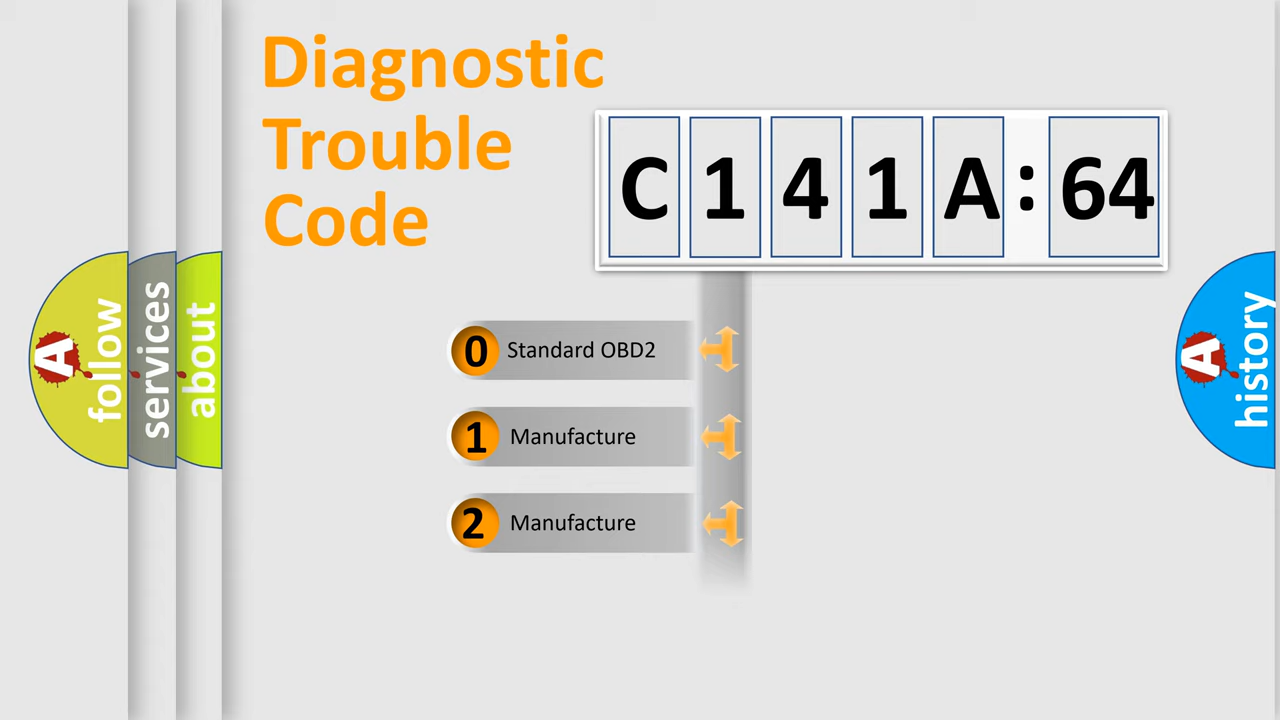 Diagnostic
Trouble
Code
C 1 4 1 A : 64
0 Standard OBD2
1 Manufacture
2 Manufacture
A follow
services
about
A history